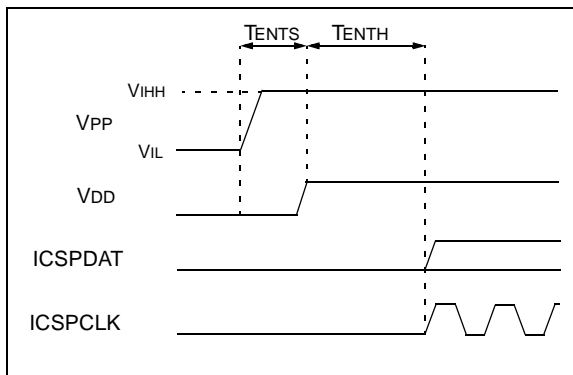 TENTS TENTH
VIHH
VPP
VIL
VDD
ICSPDAT
ICSPCLK